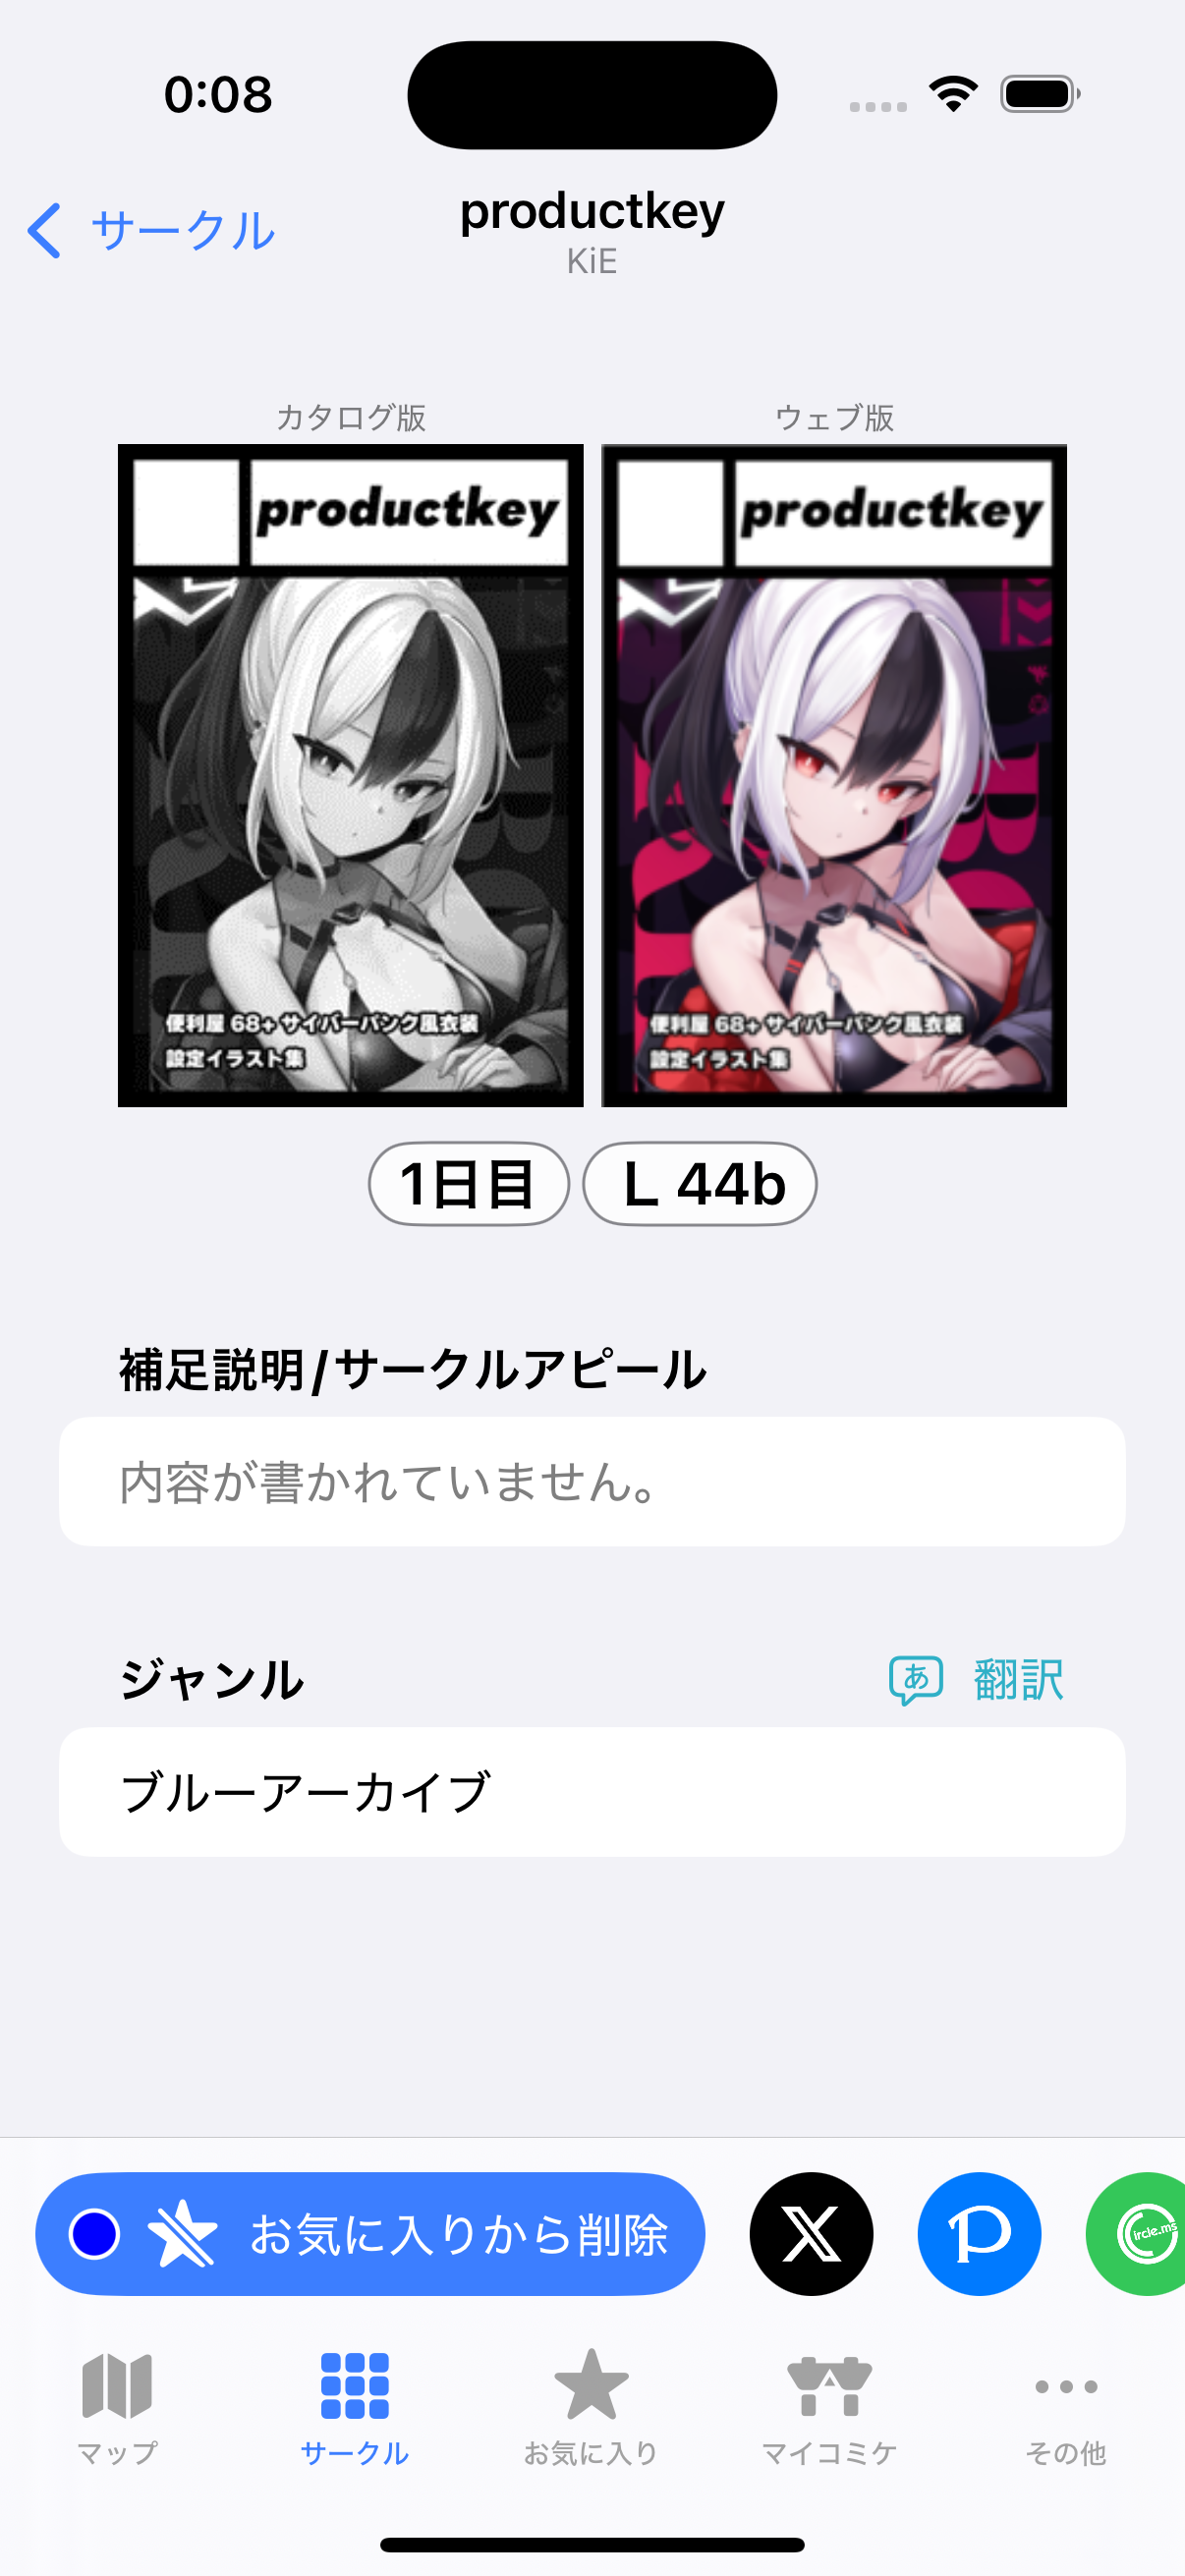 0:08
サークル
productkey
KiE
カタログ版
ウェブ版
productkey
productkey
便利屋 68+ サイバーパンク風衣装
設定イラスト集
便利屋 68+ サイバーパンク風衣装
設定イラスト集
1日目
L 44b
補足説明/サークルアピール
内容が書かれていません。
ジャンル
あ 翻訳
ブルーアーカイブ
お気に入りから削除
ircle.ms
マップ
サークル
お気に入り
マイコミケ
その他